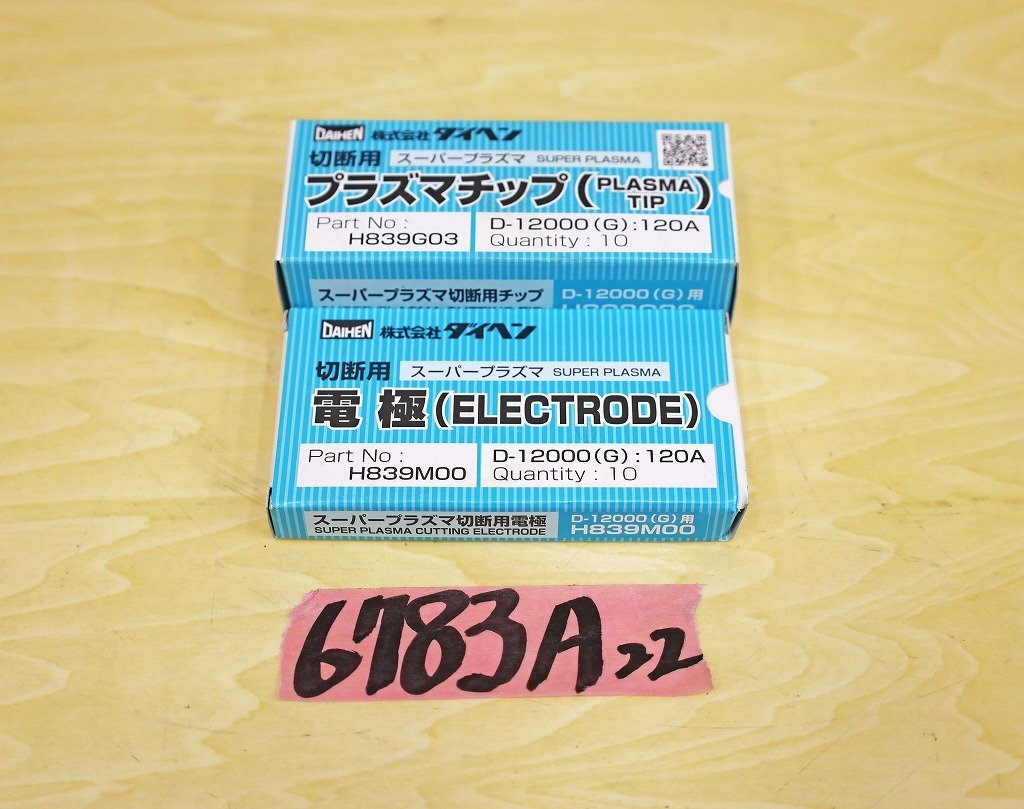 DAIHEN 株式会社ダイヘン
切断用 スーパープラズマ SUPER PLASMA
プラズマチップ(PLASMA TIP)
Part No : H839G03
D-12000(G):120A
Quantity : 10
スーパープラズマ切断用チップ D-12000(G)用
DAIHEN 株式会社ダイヘン
切断用 スーパープラズマ SUPER PLASMA
電極(ELECTRODE)
Part No : H839M00
D-12000(G):120A
Quantity : 10
スーパープラズマ切断用電極 D-12000(G)用
SUPER PLASMA CUTTING ELECTRODE H839M00
6783A22